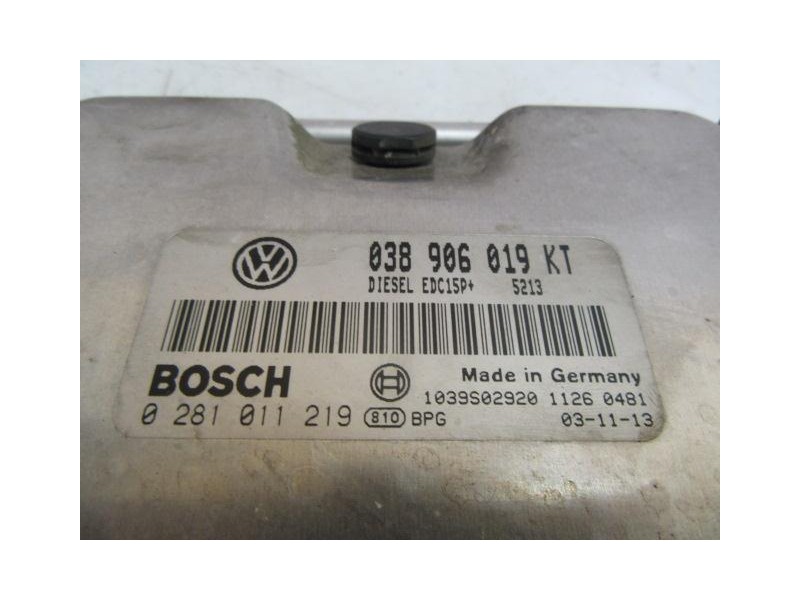 038 906 019 KT
DIESEL EDC15P+ 5213
BOSCH
Made in Germany
1039S02920 1126 0481
0 281 011 219 810 BPG 03-11-13